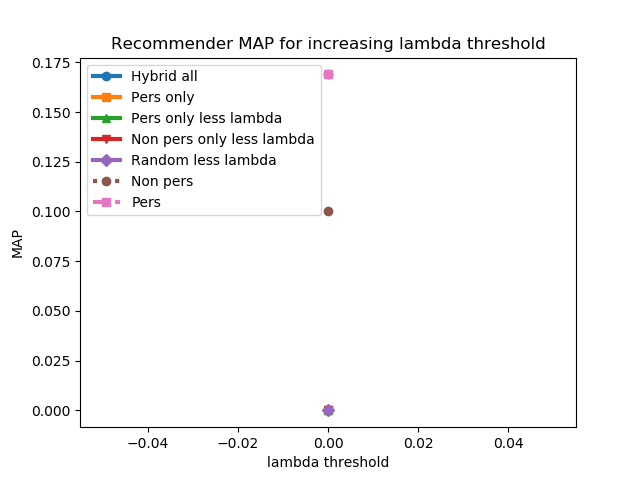 Recommender MAP for increasing lambda threshold
0.175
0.150
0.125
0.100
0.075
0.050
0.025
0.000
MAP
Hybrid all
Pers only
Pers only less lambda
Non pers only less lambda
Random less lambda
Non pers
Pers
−0.04
−0.02
0.00
0.02
0.04
lambda threshold